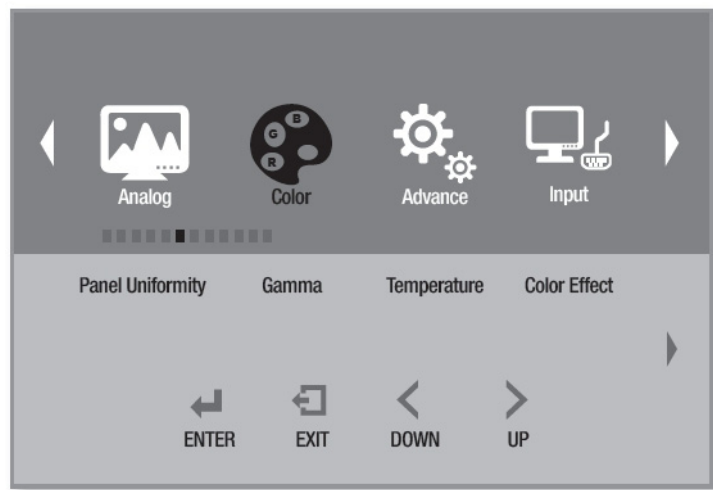 B
G
R
Analog Color Advance Input
Panel Uniformity Gamma Temperature Color Effect
ENTER EXIT DOWN UP